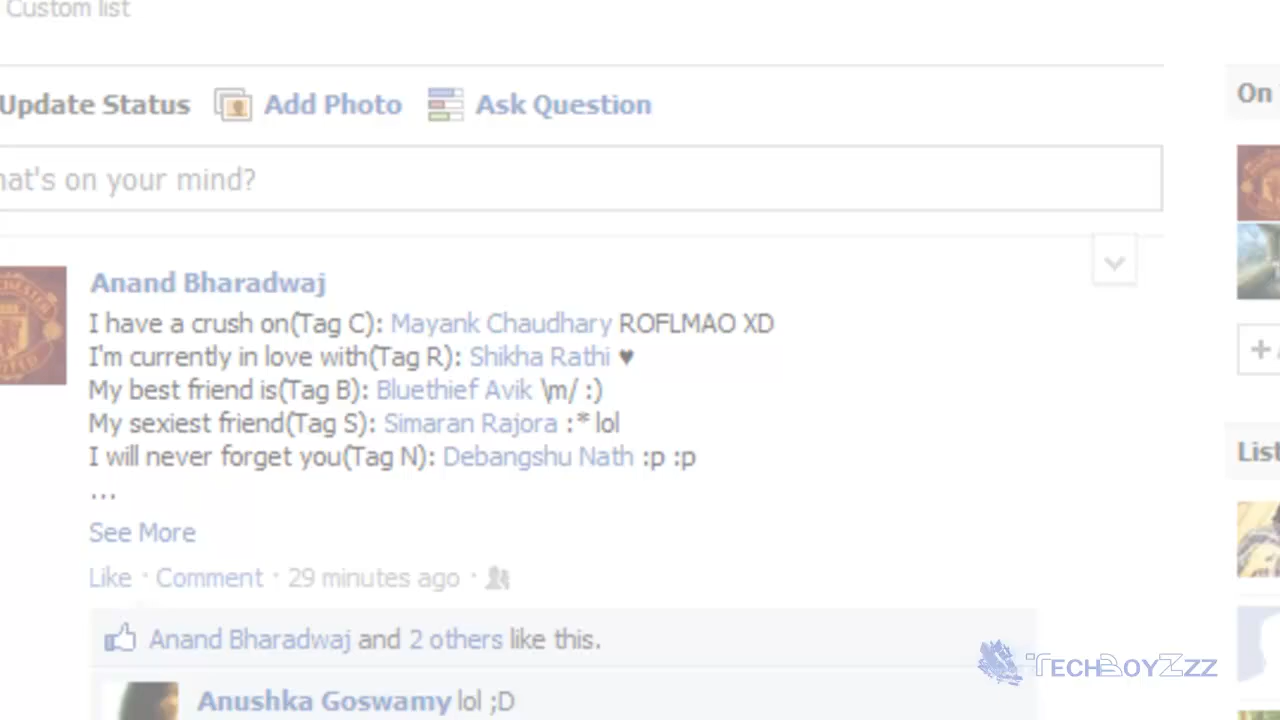 Custom list
Update Status Add Photo Ask Question
On
hat's on your mind?
Anand Bharadwaj
I have a crush on(Tag C): Mayank Chaudhary ROFLMAO XD
I'm currently in love with(Tag R): Shikha Rathi ♥
My best friend is(Tag B): Bluethief Avik \m/ :)
My sexiest friend(Tag S): Simaran Rajora :* lol
I will never forget you(Tag N): Debangshu Nath :p :p
...
See More
Like · Comment · 29 minutes ago ·
Anand Bharadwaj and 2 others like this.
Anushka Goswamy lol ;D
+
List
TechBoyZzz